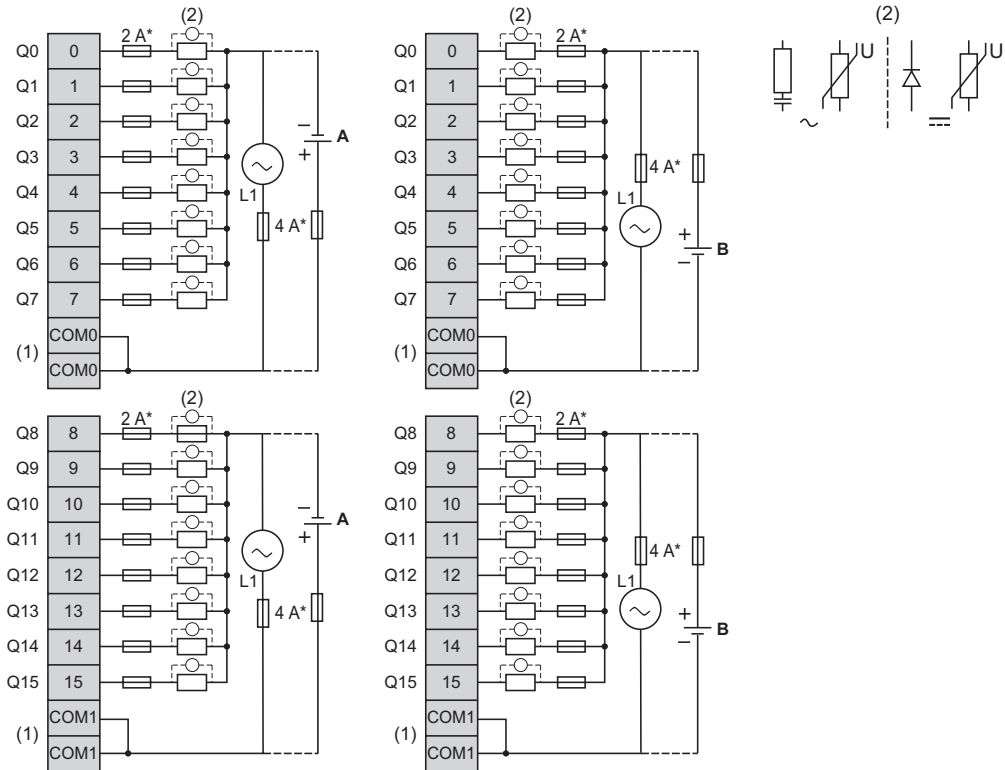 (2)
2 A*
Q0 0
Q1 1
Q2 2
Q3 3
Q4 4
Q5 5
Q6 6
Q7 7
COM0
(1)
COM0
L1
4 A*
–
A
+
(2)
2 A*
Q0 0
Q1 1
Q2 2
Q3 3
Q4 4
Q5 5
Q6 6
Q7 7
COM0
(1)
COM0
4 A*
L1
+
B
–
(2)
U
U
(2)
2 A*
Q8 8
Q9 9
Q10 10
Q11 11
Q12 12
Q13 13
Q14 14
Q15 15
COM1
(1)
COM1
L1
4 A*
–
A
+
(2)
2 A*
Q8 8
Q9 9
Q10 10
Q11 11
Q12 12
Q13 13
Q14 14
Q15 15
COM1
(1)
COM1
4 A*
L1
+
B
–